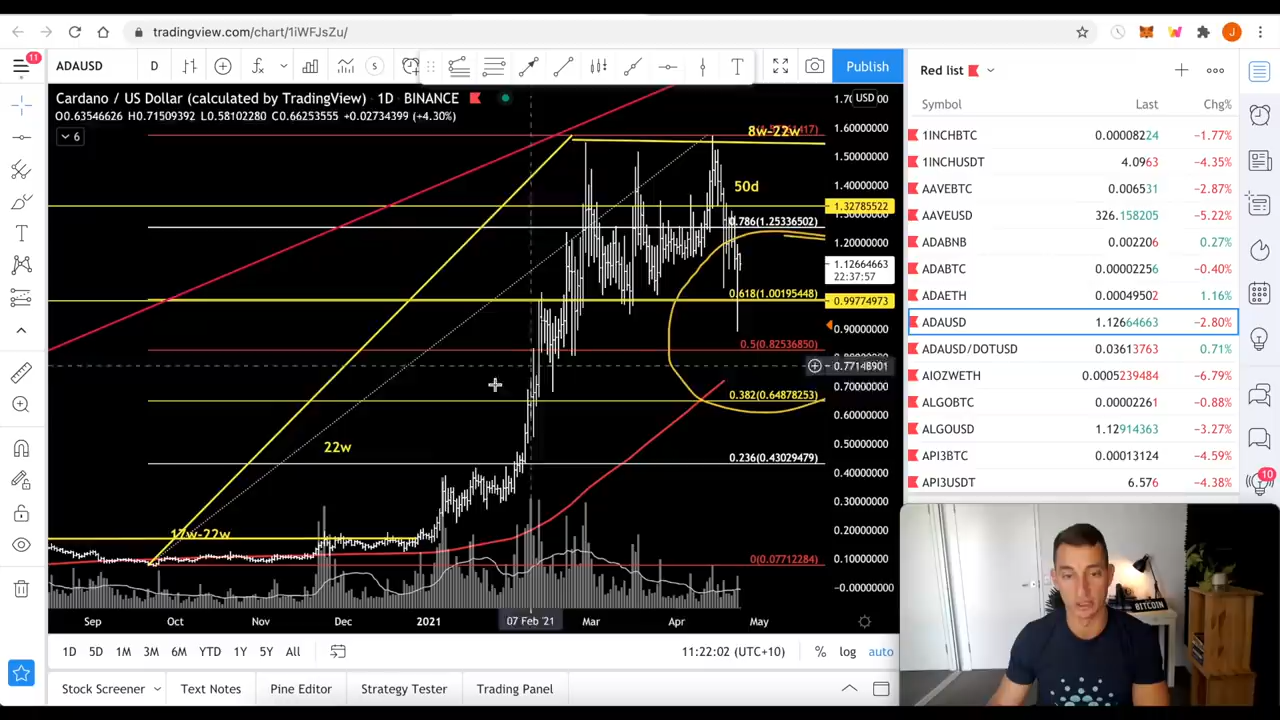 tradingview.com/chart/1iWFJsZu/
J
11
ADAUSD
D
S
T
Publish
Red list
Cardano / US Dollar (calculated by TradingView) · 1D · BINANCE
USD
O0.63546626 H0.71509392 L0.58102280 C0.66253555 +0.02734399 (+4.30%)
6
Symbol Last Chg%
1INCHBTC 0.00008224 −1.77%
1INCHUSDT 4.0963 −4.35%
AAVEBTC 0.006531 −2.87%
AAVEUSD 326.158205 −5.22%
ADABNB 0.002206 0.27%
ADABTC 0.00002256 −0.40%
ADAETH 0.00049502 1.16%
ADAUSD 1.12664663 −2.80%
ADAUSD/DOTUSD 0.03613763 0.71%
AIOZWETH 0.0005239484 −6.79%
ALGOBTC 0.00002261 −0.88%
ALGOUSD 1.12914363 −3.27%
API3BTC 0.00013124 −4.59%
API3USDT 6.576 −4.38%
8w-22w
50d
22w
17w-22w
0.786(1.25336502)
0.618(1.00195448)
0.5(0.82536850)
0.382(0.64878253)
0.236(0.43029479)
0(0.07712284)
1.60000000
1.50000000
1.40000000
1.32785522
1.20000000
1.12664663
22:37:57
0.99774973
0.90000000
0.77148901
0.70000000
0.60000000
0.50000000
0.40000000
0.30000000
0.20000000
0.10000000
−0.00000000
Sep Oct Nov Dec 2021 07 Feb '21 Mar Apr May
1D 5D 1M 3M 6M YTD 1Y 5Y All
11:22:02 (UTC+10) % log auto
Stock Screener Text Notes Pine Editor Strategy Tester Trading Panel
10
BITCOIN